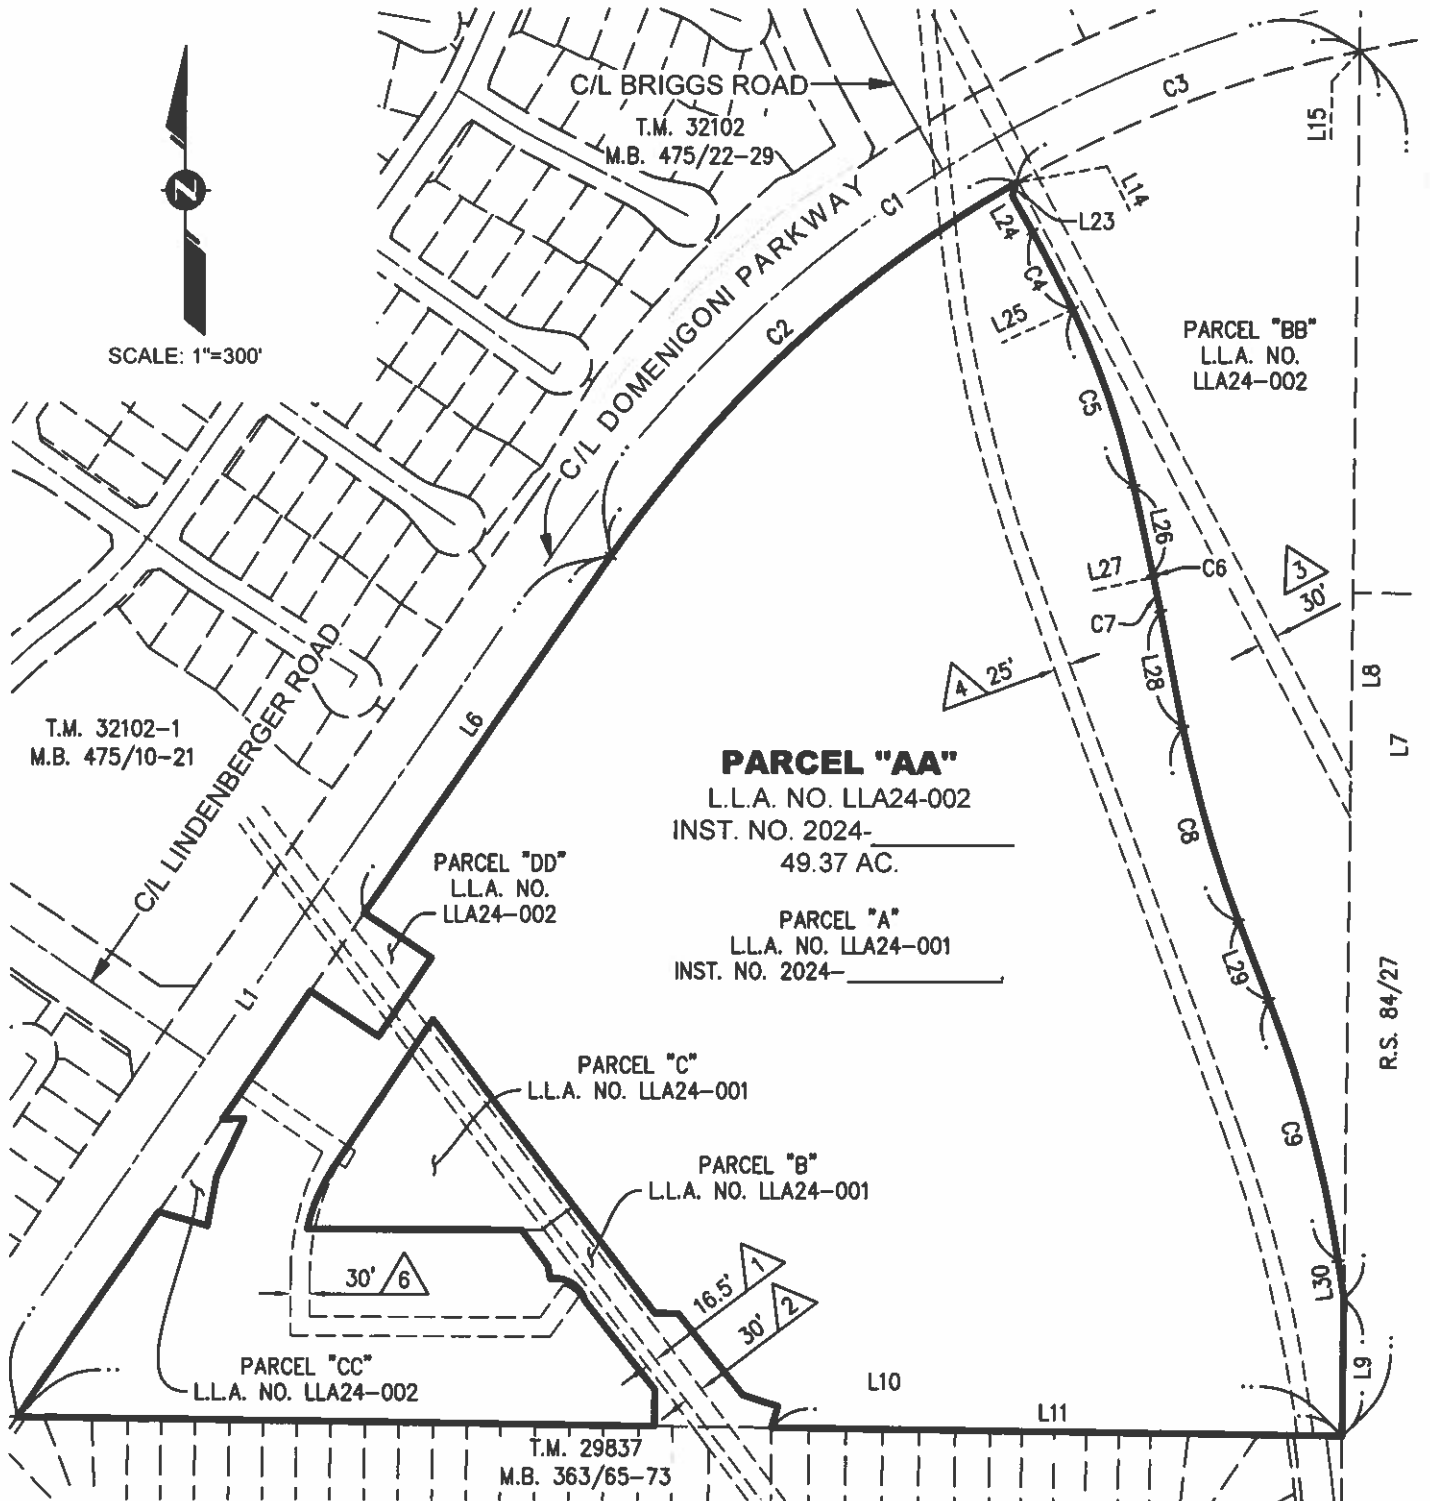 C/L BRIGGS ROAD
T.M. 32102
M.B. 475/22-29
C3
L15
N
C1
L14
L23
L24
C4
L25
C/L DOMENIGONI PARKWAY
C2
SCALE: 1"=300'
PARCEL "BB"
L.L.A. NO.
LLA24-002
C5
L26
L27
C6
C7
3
30'
L28
4 25'
L8
L7
C/L LINDENBERGER ROAD
T.M. 32102-1
M.B. 475/10-21
L6
PARCEL "AA"
L.L.A. NO. LLA24-002
INST. NO. 2024-
49.37 AC.
PARCEL "A"
L.L.A. NO. LLA24-001
INST. NO. 2024-
C8
PARCEL "DD"
L.L.A. NO.
LLA24-002
L29
L1
R.S. 84/27
PARCEL "C"
L.L.A. NO. LLA24-001
C9
PARCEL "B"
L.L.A. NO. LLA24-001
30' 6
16.5' 1
30' 2
L30
PARCEL "CC"
L.L.A. NO. LLA24-002
L10
L9
L11
T.M. 29837
M.B. 363/65-73